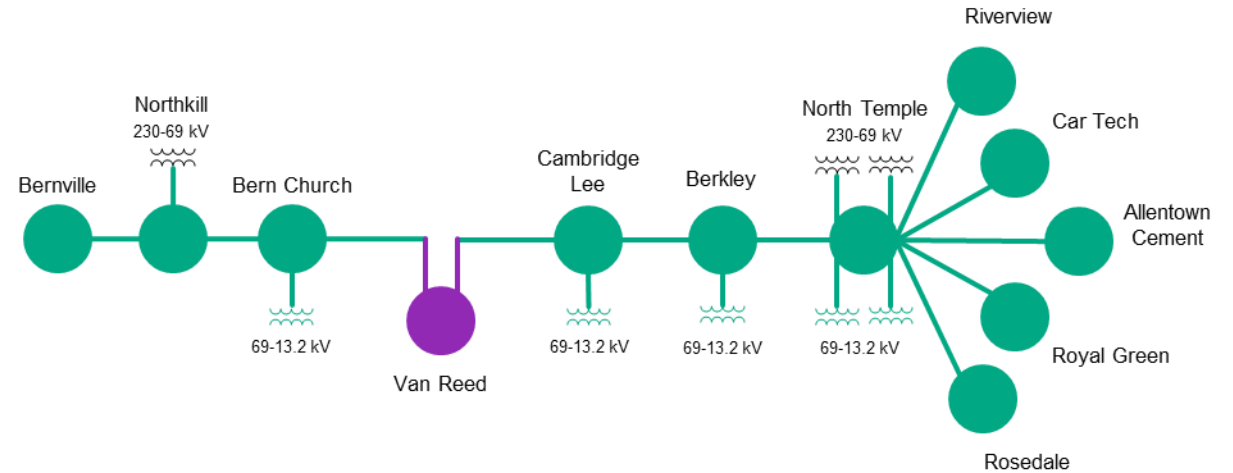 Riverview
Northkill
230-69 kV
North Temple
230-69 kV
Car Tech
Bernville
Bern Church
Cambridge
Lee
Berkley
Allentown
Cement
69-13.2 kV
69-13.2 kV
69-13.2 kV
69-13.2 kV
Van Reed
Royal Green
Rosedale